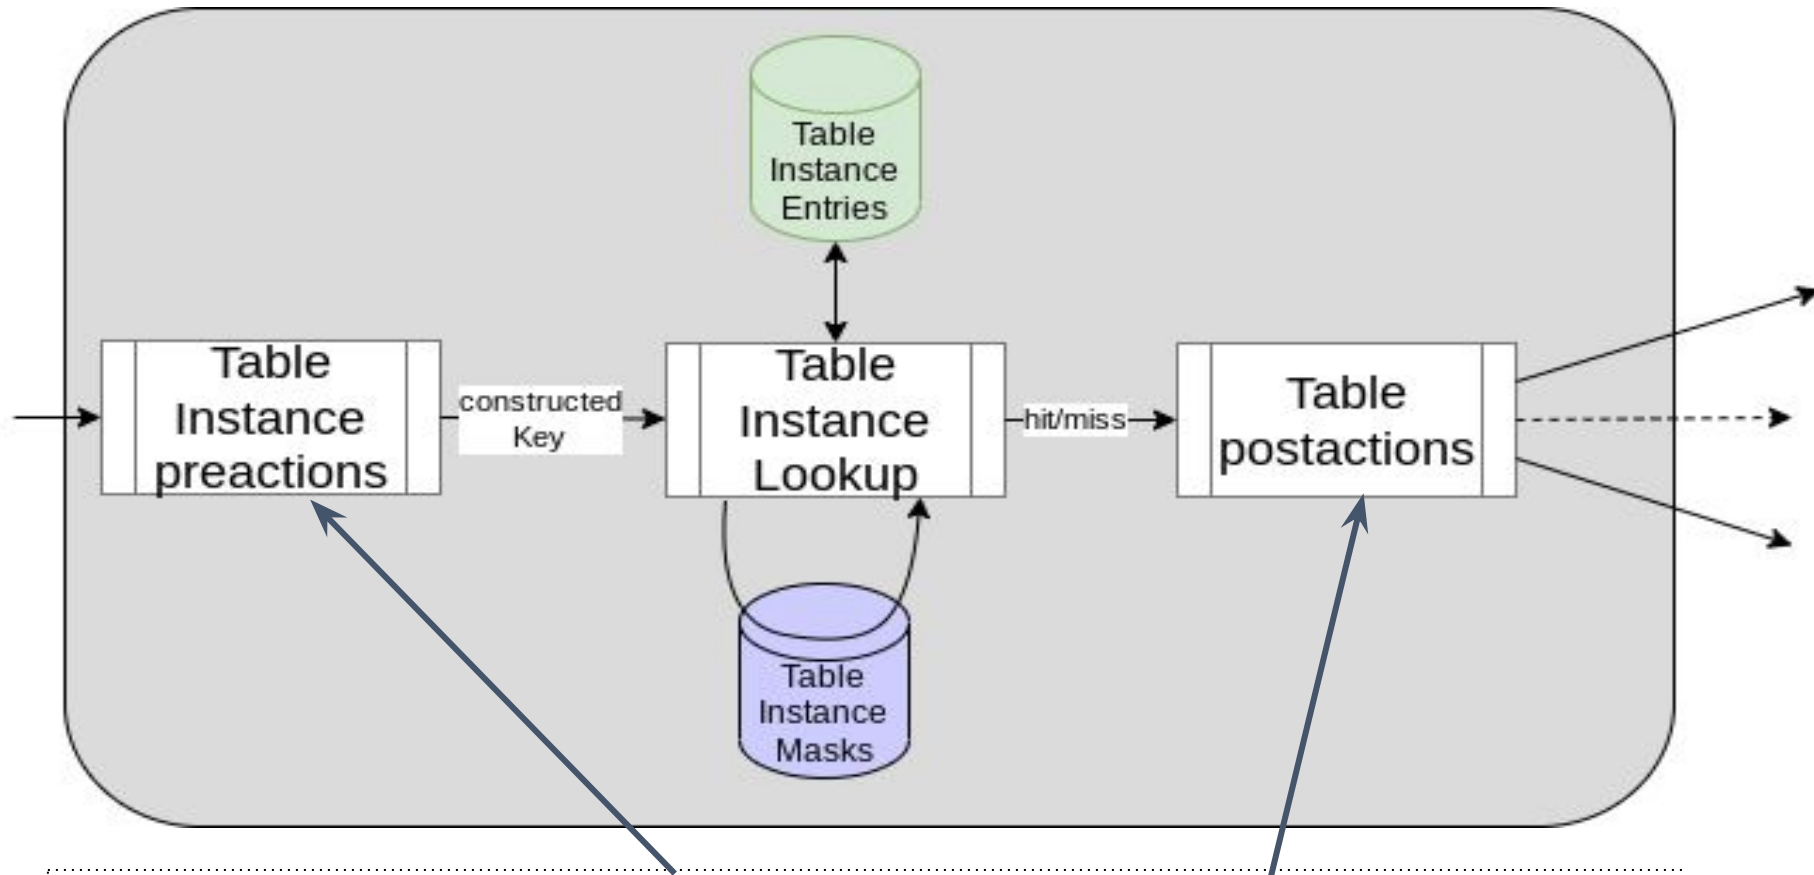 Table
Instance
Entries
Table
Instance
preactions
constructed
Key
Table
Instance
Lookup
hit/miss
Table
postactions
Table
Instance
Masks